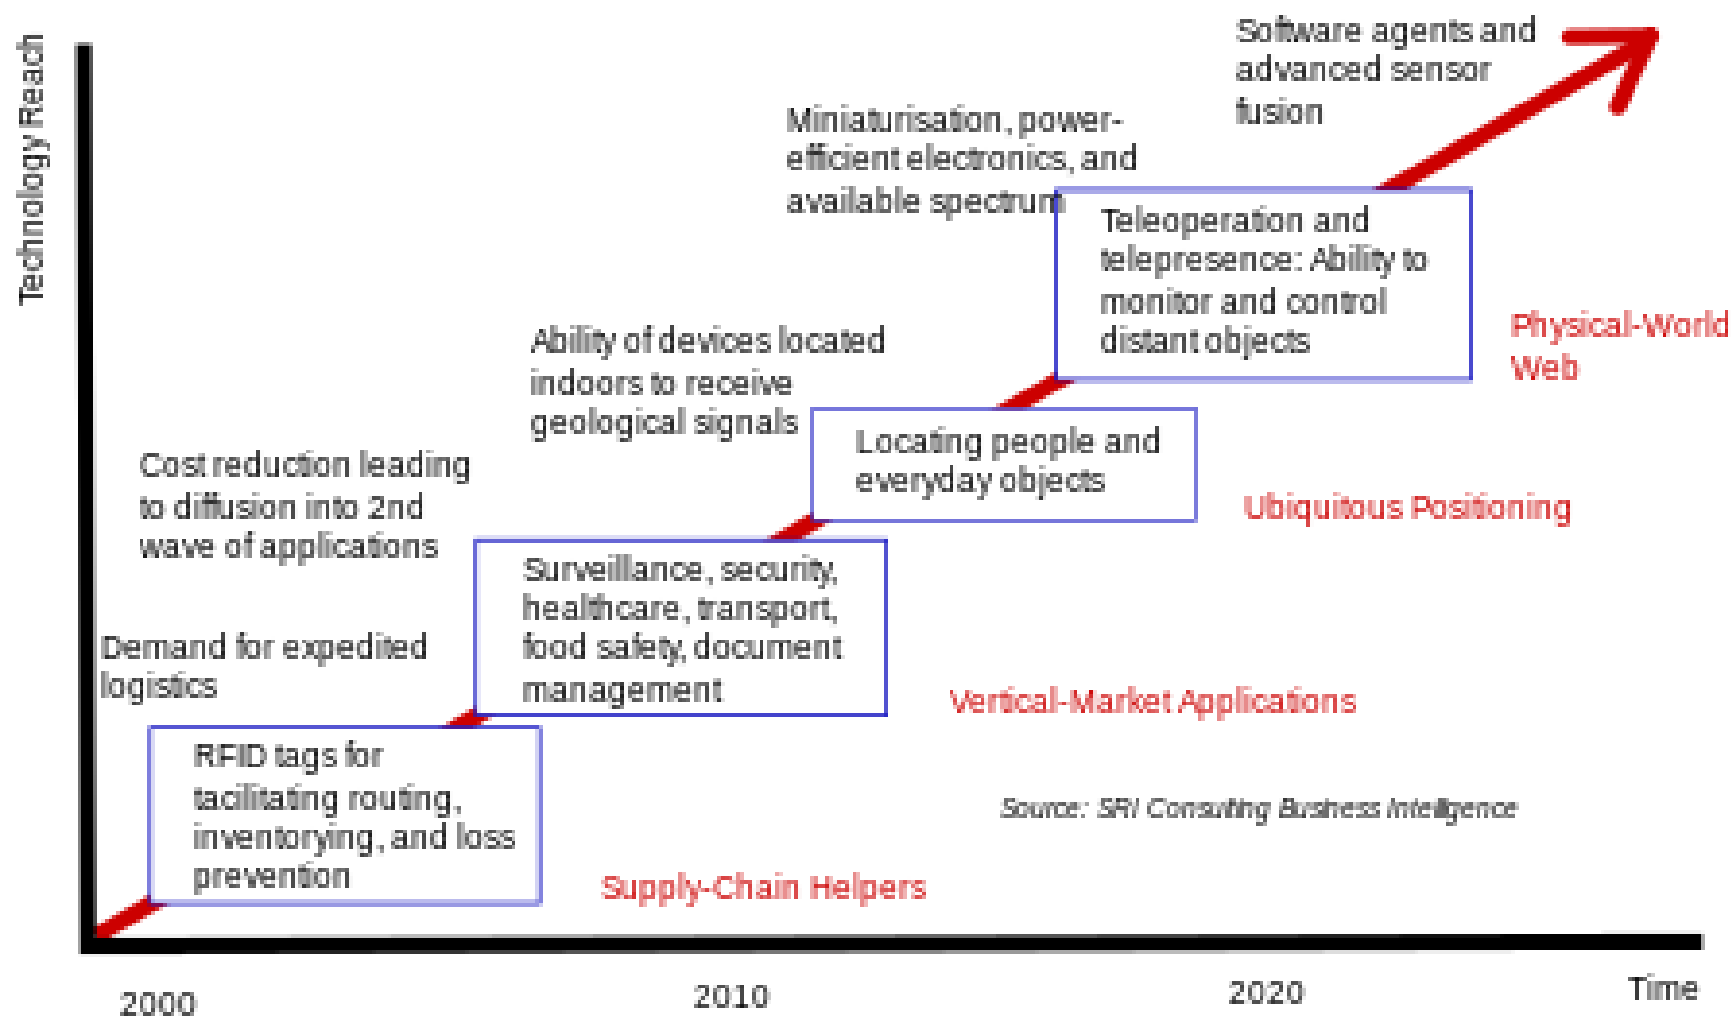 Technology Reach
Software agents and
advanced sensor
fusion
Miniaturisation, power-
efficient electronics, and
available spectrum
Teleoperation and
telepresence: Ability to
monitor and control
distant objects
Physical-World
Web
Ability of devices located
indoors to receive
geological signals
Locating people and
everyday objects
Ubiquitous Positioning
Cost reduction leading
to diffusion into 2nd
wave of applications
Surveillance, security,
healthcare, transport,
food safety, document
management
Vertical-Market Applications
Demand for expedited
logistics
RFID tags for
tacilitating routing,
inventorying, and loss
prevention
Supply-Chain Helpers
Source: SRI Consulting Business Intelligence
2000
2010
2020
Time